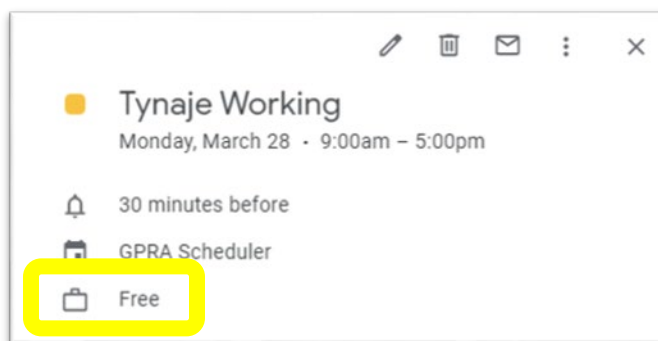 Tynaje Working
Monday, March 28 • 9:00am – 5:00pm
30 minutes before
GPRA Scheduler
Free